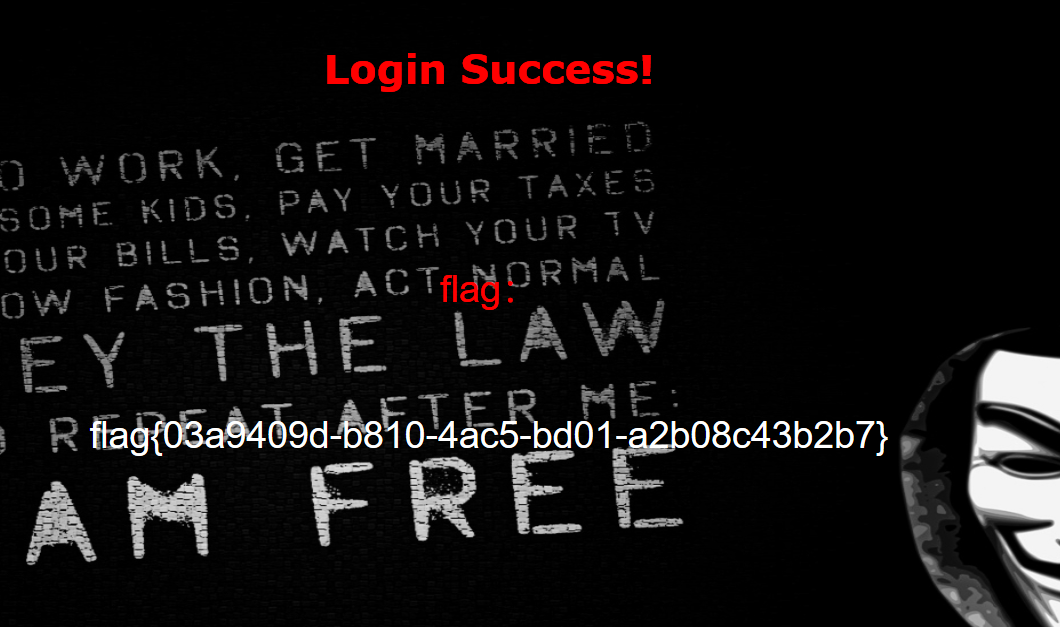 Login Success!
O WORK, GET MARRIED
SOME KIDS, PAY YOUR TAXES
OUR BILLS, WATCH YOUR TV
OW FASHION, ACT NORMAL
flag:
EY THE LAW
REPEAT AFTER ME:
flag{03a9409d-b810-4ac5-bd01-a2b08c43b2b7}
AM FREE